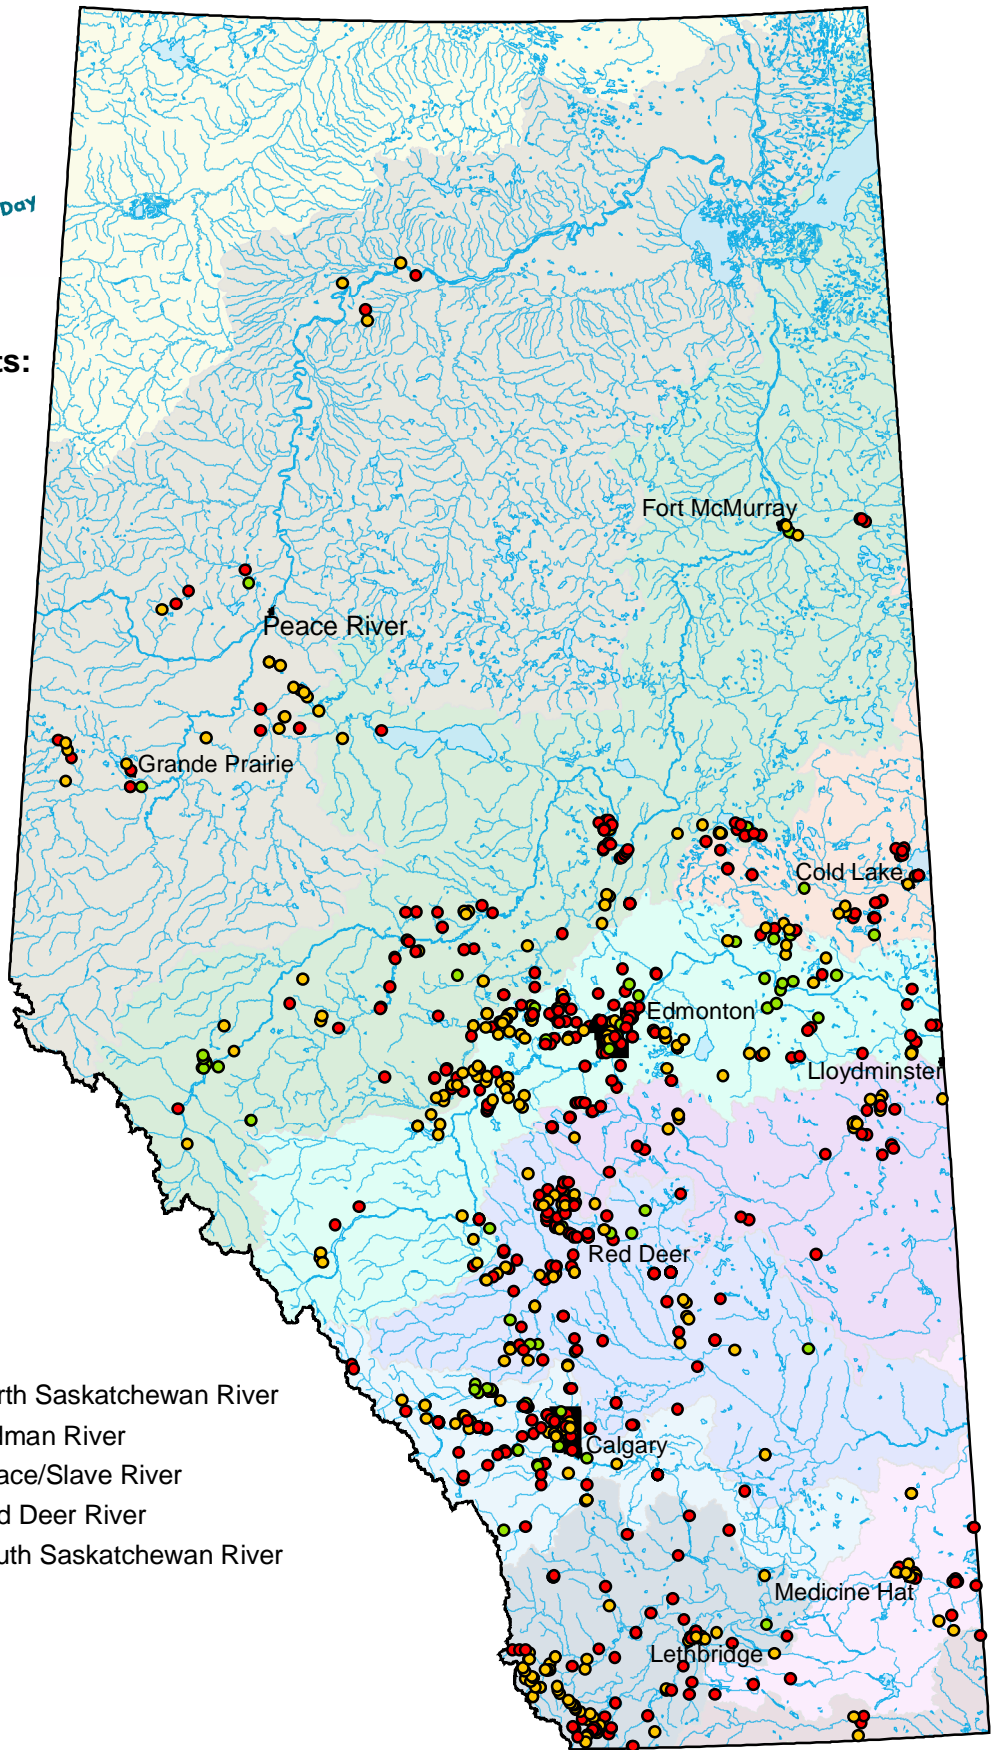 Day
ts:
Fort McMurray
Peace River
Grande Prairie
Cold Lake
Edmonton
Lloydminster
Red Deer
rth Saskatchewan River
lman River
Calgary
ace/Slave River
d Deer River
uth Saskatchewan River
Medicine Hat
Lethbridge